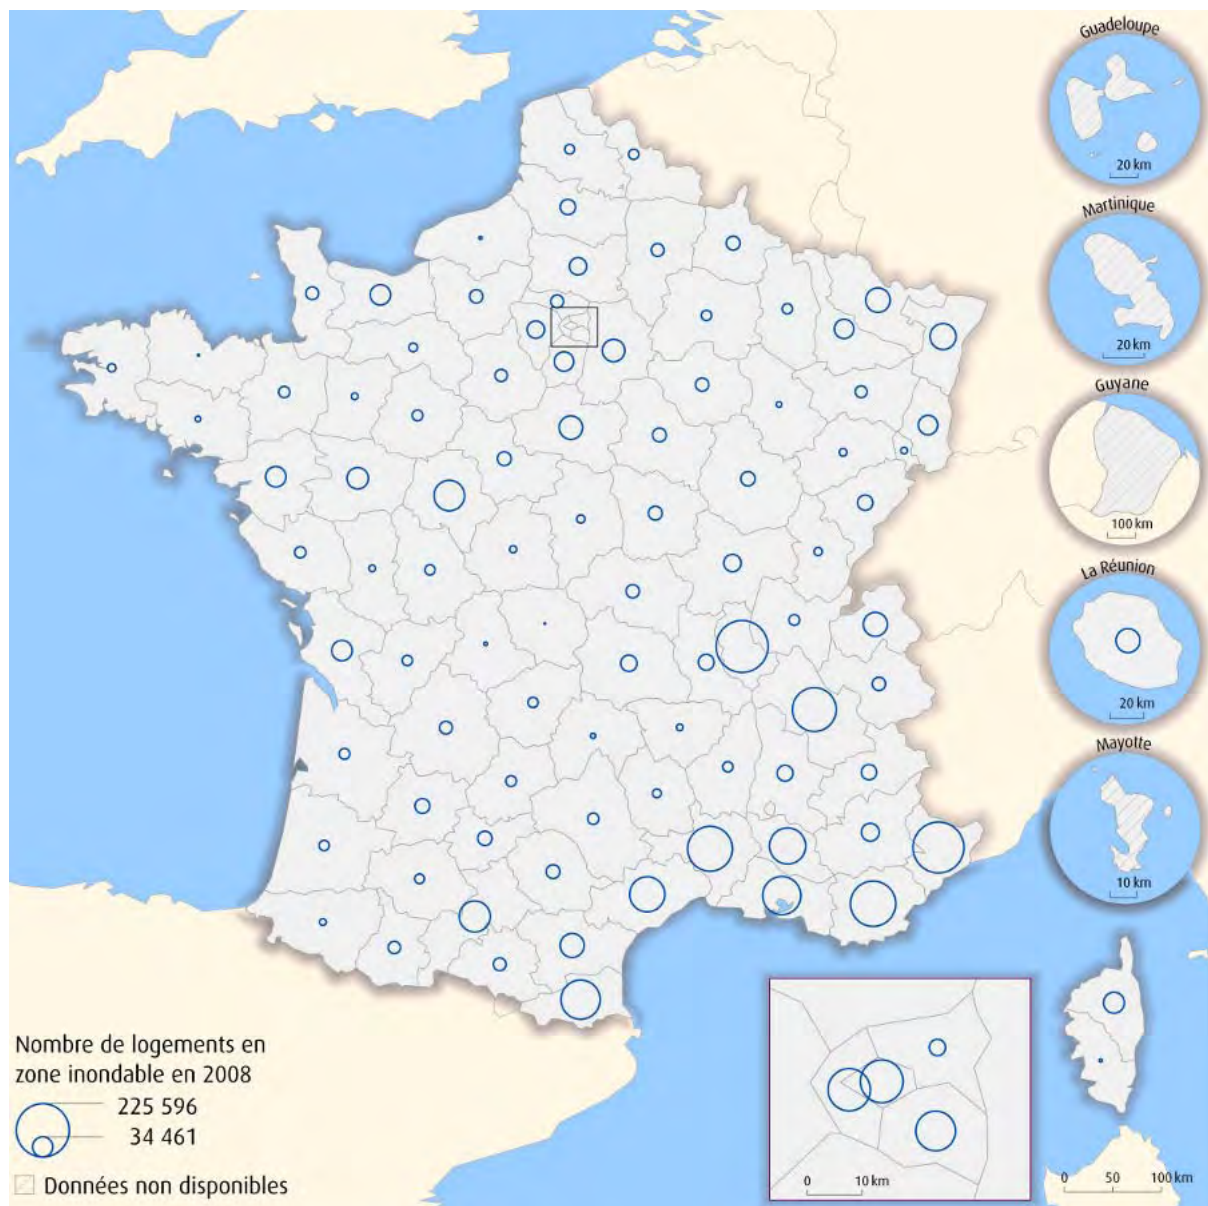 Guadeloupe
20 km
Martinique
20 km
Guyane
100 km
La Réunion
20 km
Mayotte
10 km
Nombre de logements en
zone inondable en 2008
225 596
34 461
Données non disponibles
0 10 km
0 50 100 km